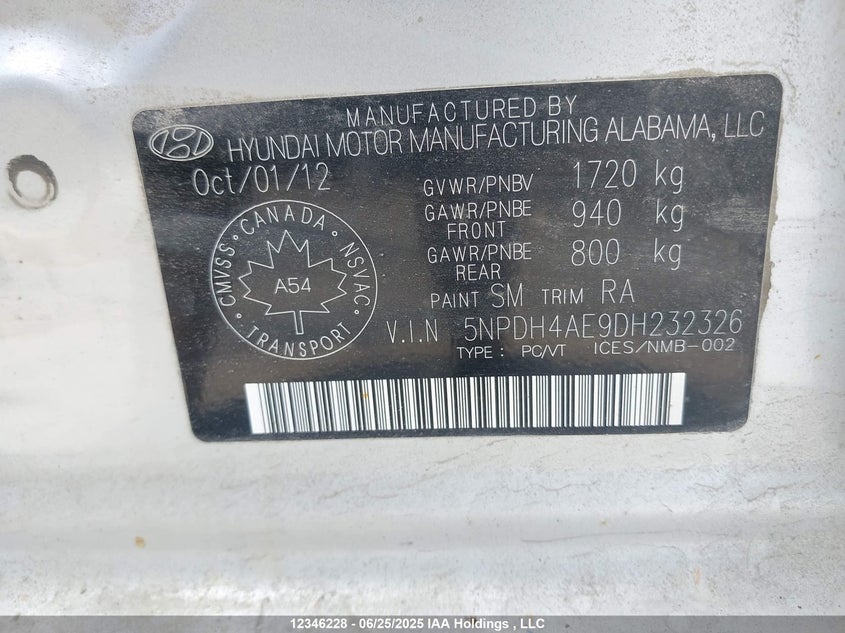 MANUFACTURED BY
HYUNDAI MOTOR MANUFACTURING ALABAMA, LLC
Oct/01/12
GVWR/PNBV 1720 kg
GAWR/PNBE FRONT 940 kg
GAWR/PNBE REAR 800 kg
PAINT SM TRIM RA
V.I.N 5NPDH4AE9DH232326
TYPE : PC/VT ICES/NMB-002
CMVSS · CANADA · NSVAC · TRANSPORT ·
A54
12346228 - 06/25/2025 IAA Holdings , LLC